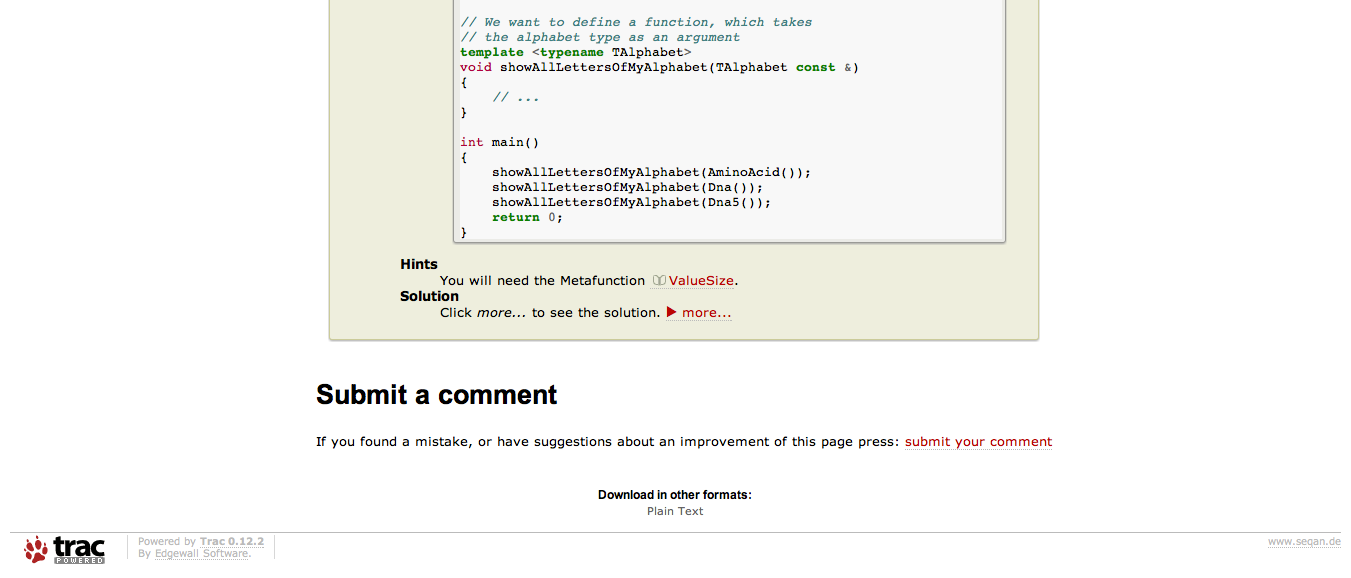 // We want to define a function, which takes
// the alphabet type as an argument
template <typename TAlphabet>
void showAllLettersOfMyAlphabet(TAlphabet const &)
{
    // ...
}
int main()
{
    showAllLettersOfMyAlphabet(AminoAcid());
    showAllLettersOfMyAlphabet(Dna());
    showAllLettersOfMyAlphabet(Dna5());
    return 0;
}
Hints
You will need the Metafunction ValueSize.
Solution
Click more... to see the solution. more...
Submit a comment
If you found a mistake, or have suggestions about an improvement of this page press: submit your comment
Download in other formats:
Plain Text
trac POWERED
Powered by Trac 0.12.2
By Edgewall Software.
www.seqan.de